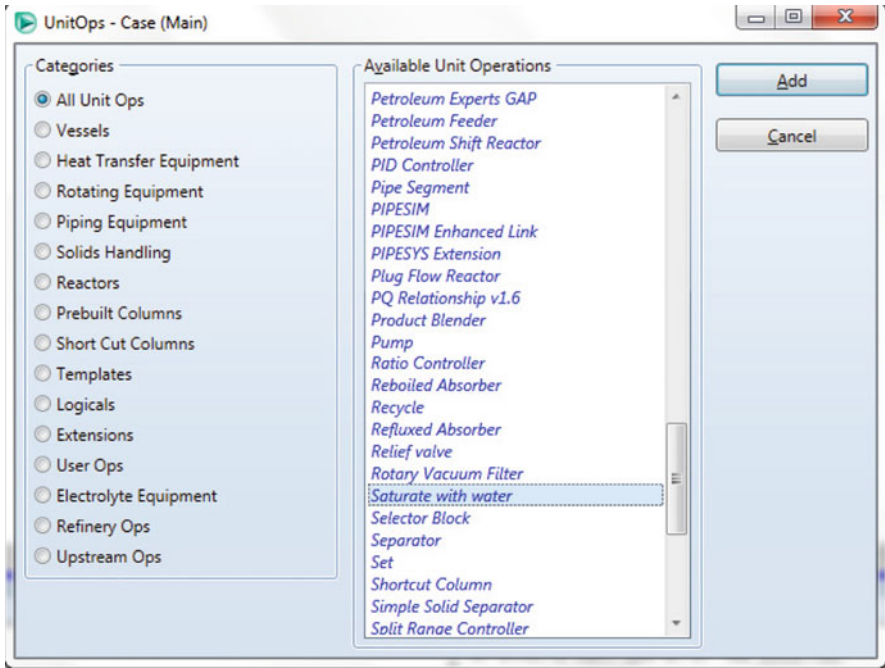 UnitOps - Case (Main)
Categories
All Unit Ops
Vessels
Heat Transfer Equipment
Rotating Equipment
Piping Equipment
Solids Handling
Reactors
Prebuilt Columns
Short Cut Columns
Templates
Logicals
Extensions
User Ops
Electrolyte Equipment
Refinery Ops
Upstream Ops
Available Unit Operations
Petroleum Experts GAP
Petroleum Feeder
Petroleum Shift Reactor
PID Controller
Pipe Segment
PIPESIM
PIPESIM Enhanced Link
PIPESYS Extension
Plug Flow Reactor
PQ Relationship v1.6
Product Blender
Pump
Ratio Controller
Reboiled Absorber
Recycle
Refluxed Absorber
Relief valve
Rotary Vacuum Filter
Saturate with water
Selector Block
Separator
Set
Shortcut Column
Simple Solid Separator
Split Range Controller
Add
Cancel